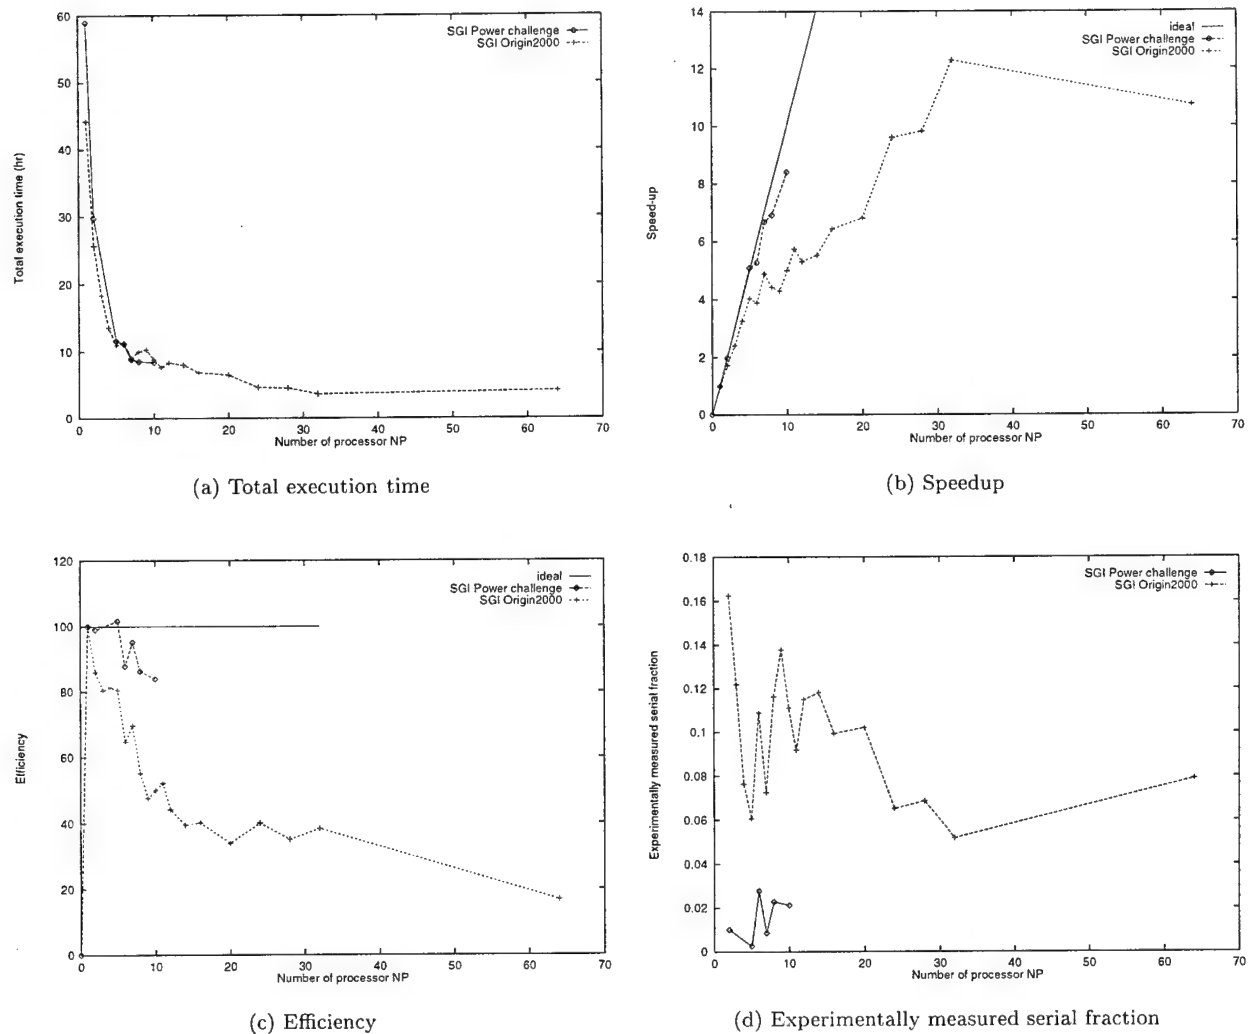 60
50
40
30
20
10
0
Total execution time (hr)
SGI Power challenge
SGI Origin2000
0 10 20 30 40 50 60 70
Number of processor NP
(a) Total execution time
14
12
10
8
6
4
2
0
Speed-up
ideal
SGI Power challenge
SGI Origin2000
0 10 20 30 40 50 60 70
Number of processor NP
(b) Speedup
120
100
80
60
40
20
0
Efficiency
ideal
SGI Power challenge
SGI Origin2000
0 10 20 30 40 50 60 70
Number of processor NP
(c) Efficiency
0.18
0.16
0.14
0.12
0.1
0.08
0.06
0.04
0.02
0
Experimentally measured serial fraction
SGI Power challenge
SGI Origin2000
0 10 20 30 40 50 60 70
Number of processor NP
(d) Experimentally measured serial fraction